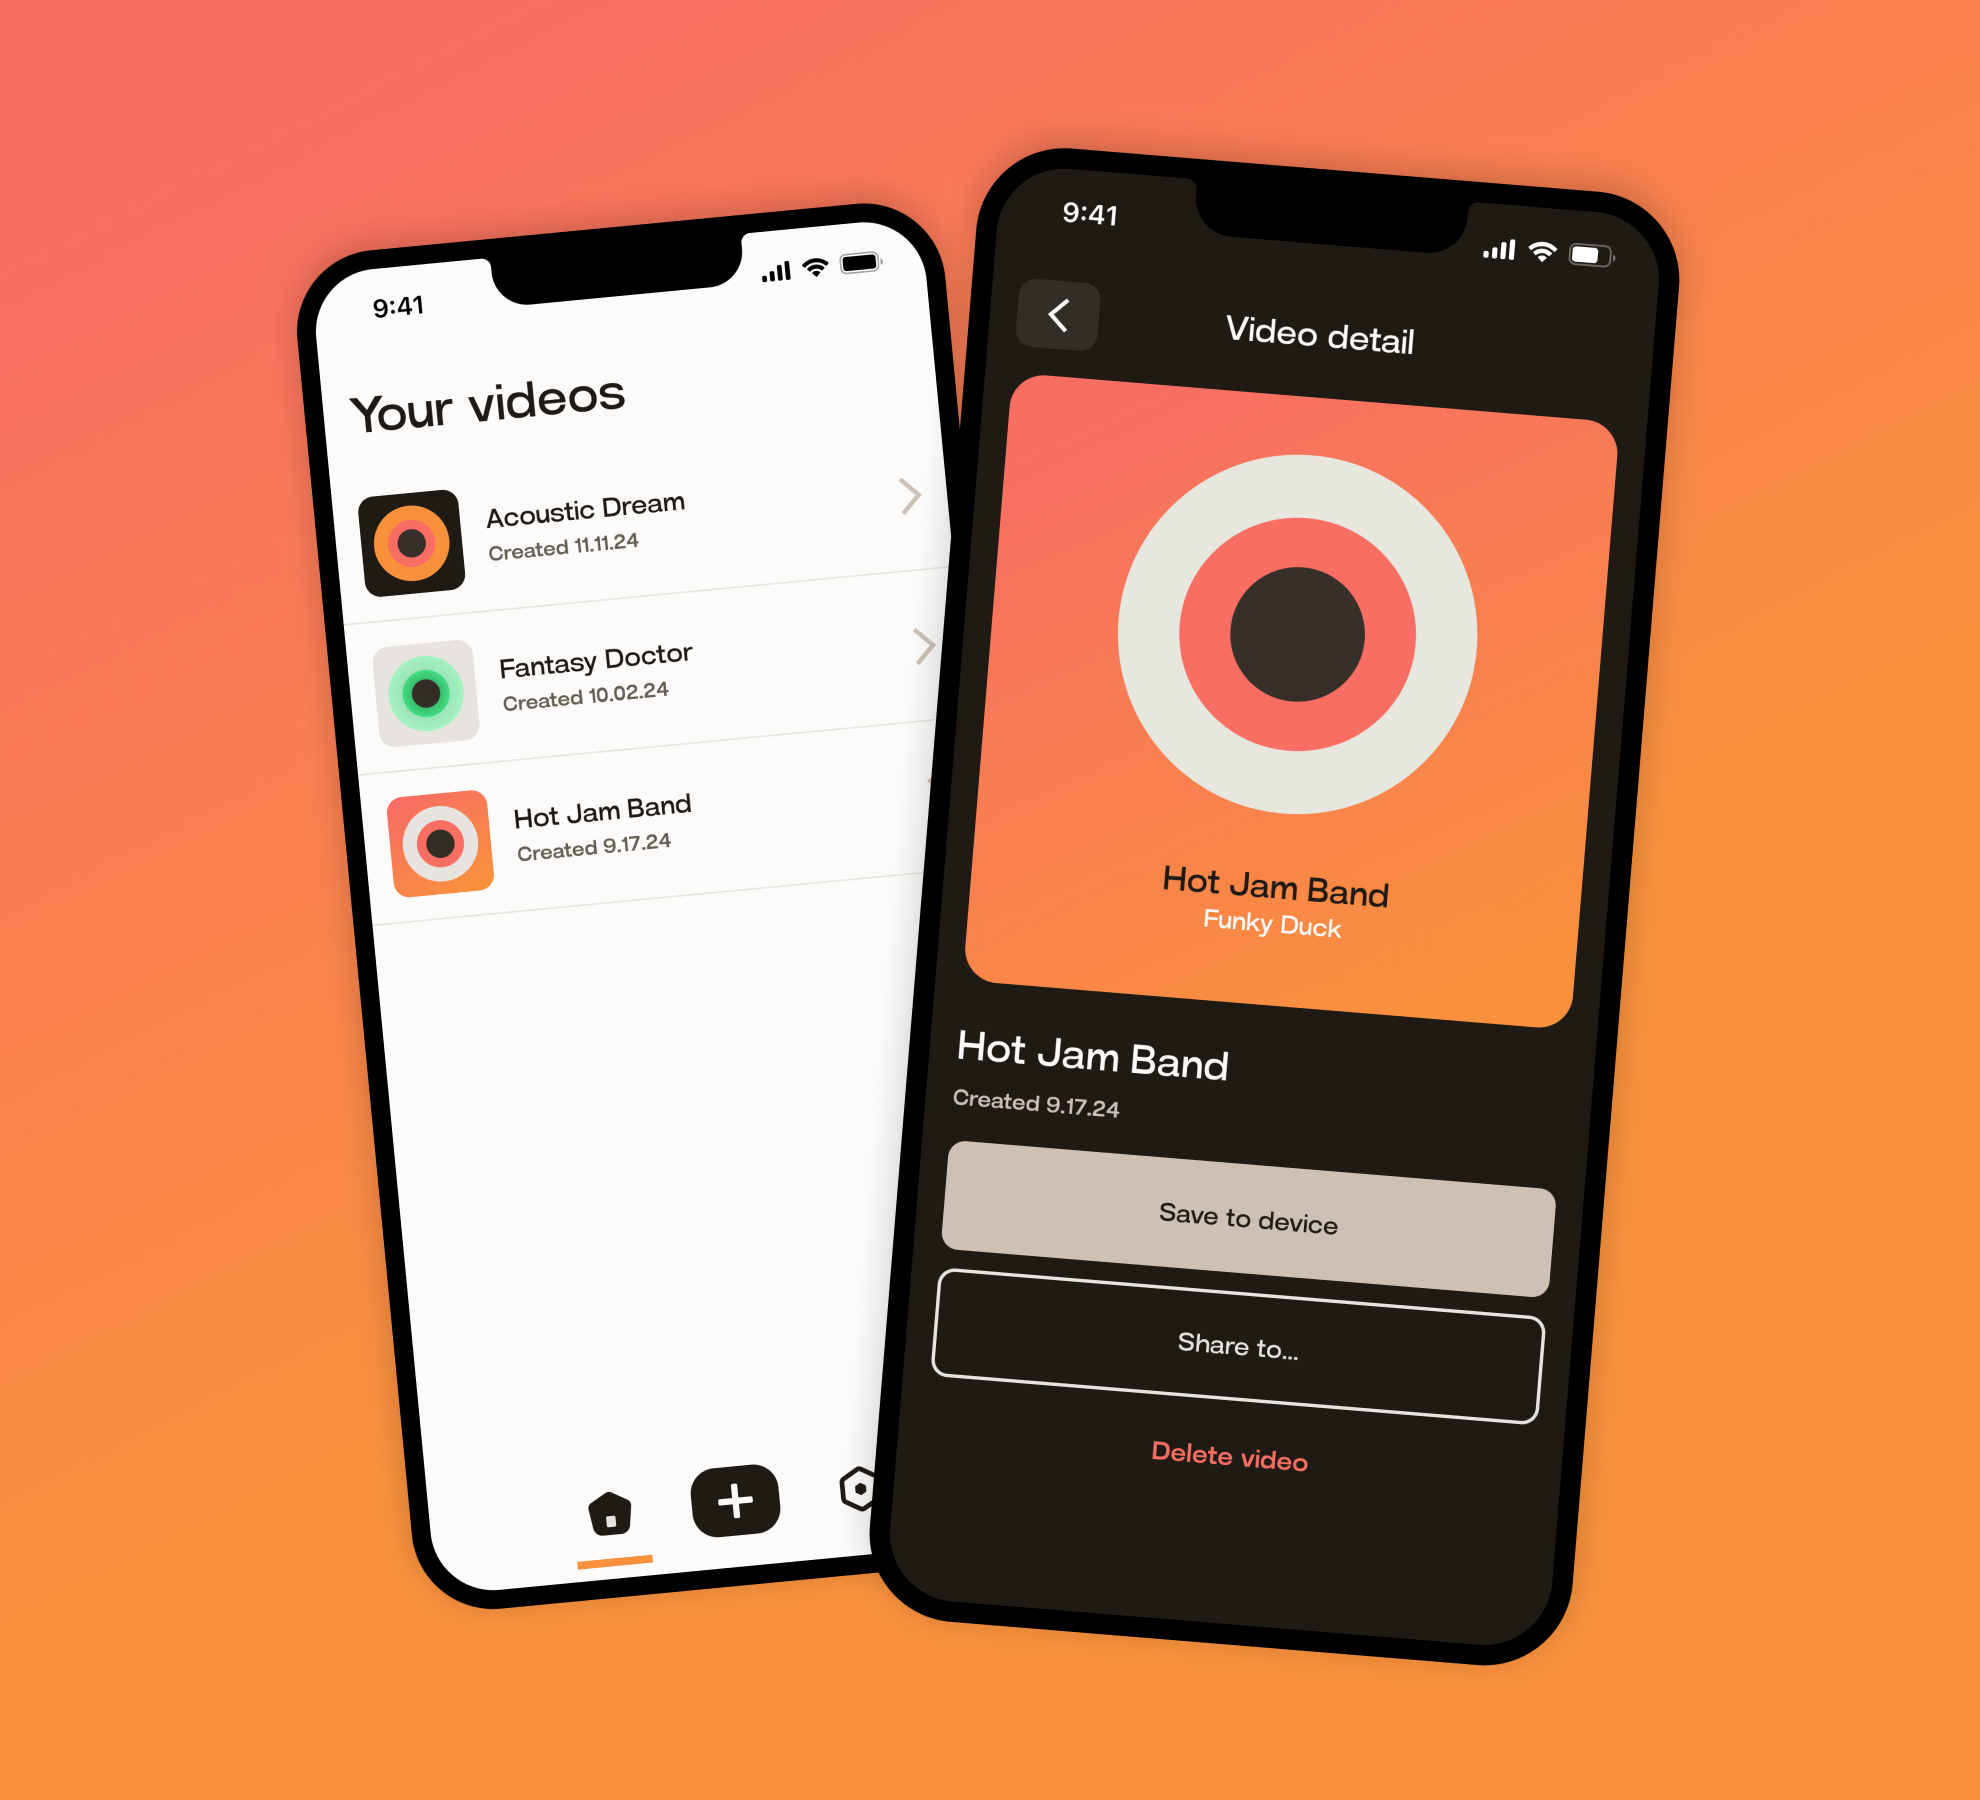 9:41
Your videos
Acoustic Dream
Created 11.11.24
Fantasy Doctor
Created 10.02.24
Hot Jam Band
Created 9.17.24
9:41
Video detail
Hot Jam Band
Funky Duck
Hot Jam Band
Created 9.17.24
Save to device
Share to...
Delete video